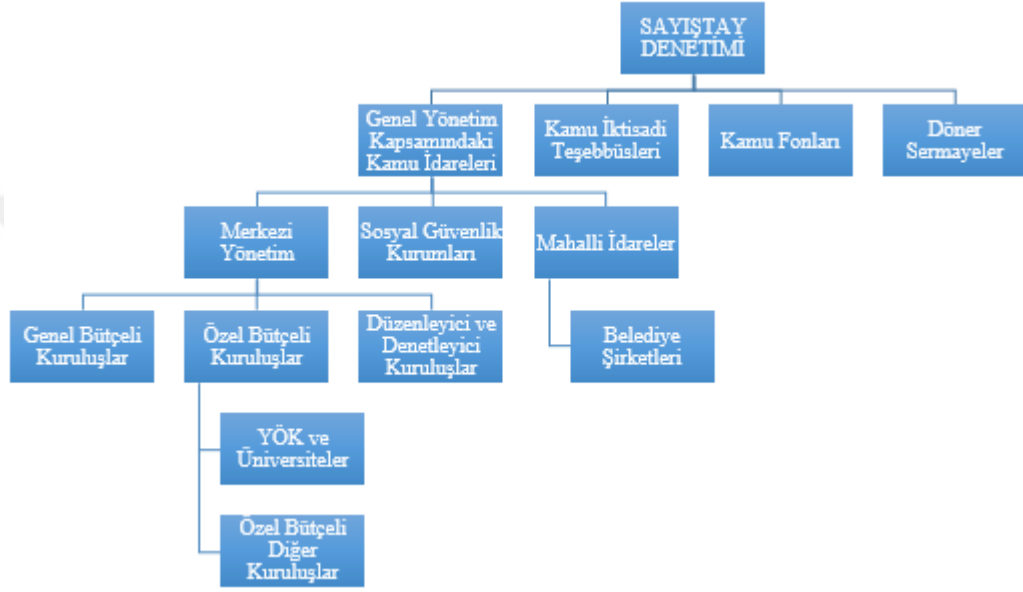 SAYIŞTAY
DENETİMİ
Genel Yönetim
Kapsamındaki
Kamu İdareleri
Kamu İktisadi
Teşebbüsleri
Kamu Fonları
Döner
Sermayeler
Merkezi
Yönetim
Sosyal Güvenlik
Kurumları
Mahalli İdareler
Genel Bütçeli
Kuruluşlar
Özel Bütçeli
Kuruluşlar
Düzenleyici ve
Denetleyici
Kuruluşlar
Belediye
Şirketleri
YÖK ve
Üniversiteler
Özel Bütçeli
Diğer
Kuruluşlar